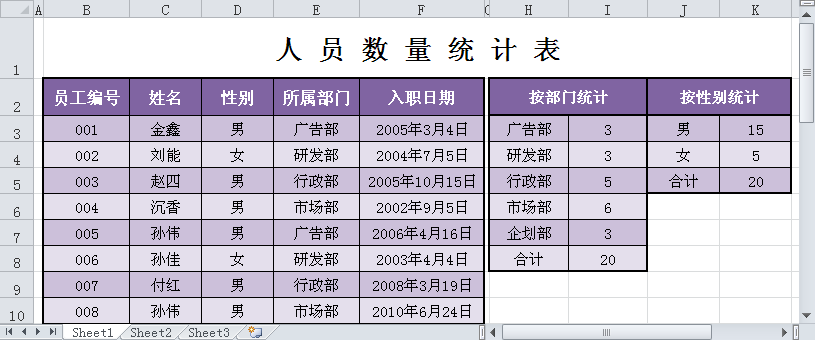 A B C D E F G H I J K
1 人员数量统计表
2 员工编号 姓名 性别 所属部门 入职日期 按部门统计 按性别统计
3 001 金鑫 男 广告部 2005年3月4日 广告部 3 男 15
4 002 刘能 女 研发部 2004年7月5日 研发部 3 女 5
5 003 赵四 男 行政部 2005年10月15日 行政部 5 合计 20
6 004 沉香 男 市场部 2002年9月5日 市场部 6
7 005 孙伟 男 广告部 2006年4月16日 企划部 3
8 006 孙佳 女 研发部 2003年4月4日 合计 20
9 007 付红 男 行政部 2008年3月19日
10 008 孙伟 男 市场部 2010年6月24日
Sheet1 Sheet2 Sheet3